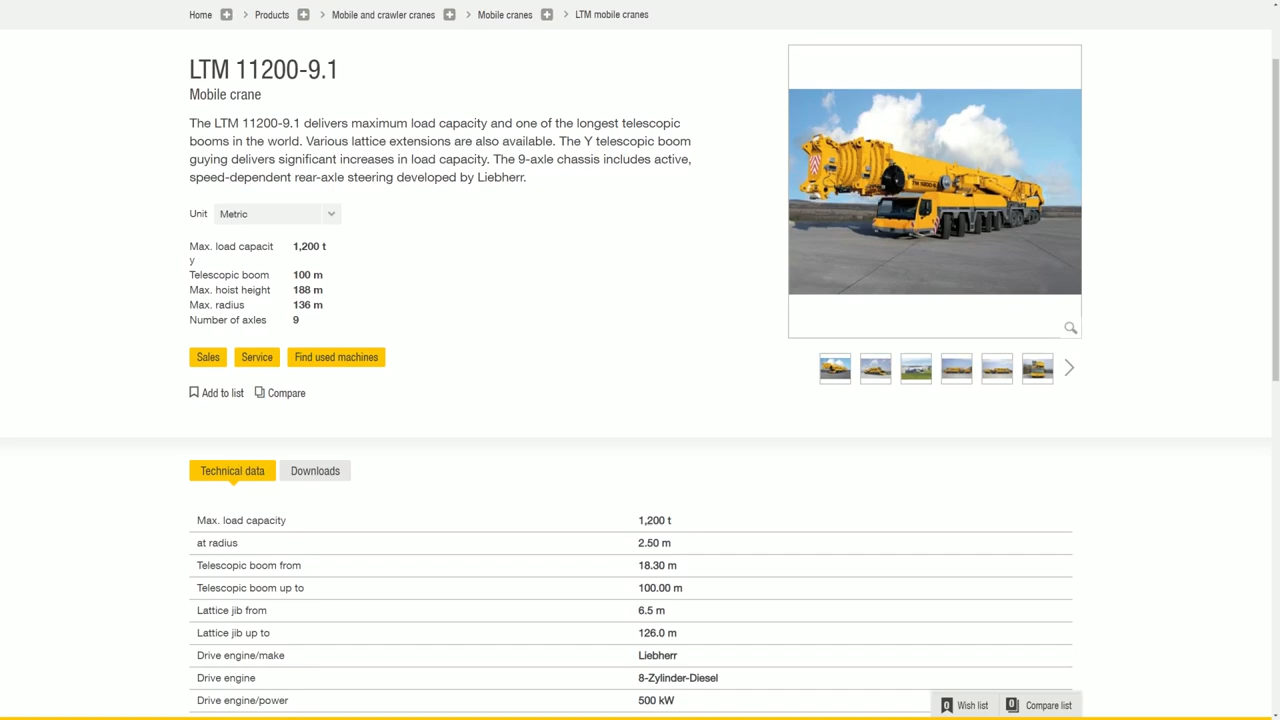 Home Products Mobile and crawler cranes Mobile cranes LTM mobile cranes
LTM 11200-9.1
Mobile crane
The LTM 11200-9.1 delivers maximum load capacity and one of the longest telescopic
booms in the world. Various lattice extensions are also available. The Y telescopic boom
guying delivers significant increases in load capacity. The 9-axle chassis includes active,
speed-dependent rear-axle steering developed by Liebherr.
Unit Metric
Max. load capacit 1,200 t
y
Telescopic boom 100 m
Max. hoist height 188 m
Max. radius 136 m
Number of axles 9
Sales Service Find used machines
Add to list Compare
Technical data Downloads
Max. load capacity 1,200 t
at radius 2.50 m
Telescopic boom from 18.30 m
Telescopic boom up to 100.00 m
Lattice jib from 6.5 m
Lattice jib up to 126.0 m
Drive engine/make Liebherr
Drive engine 8-Zylinder-Diesel
Drive engine/power 500 kW
0 Wish list 0 Compare list